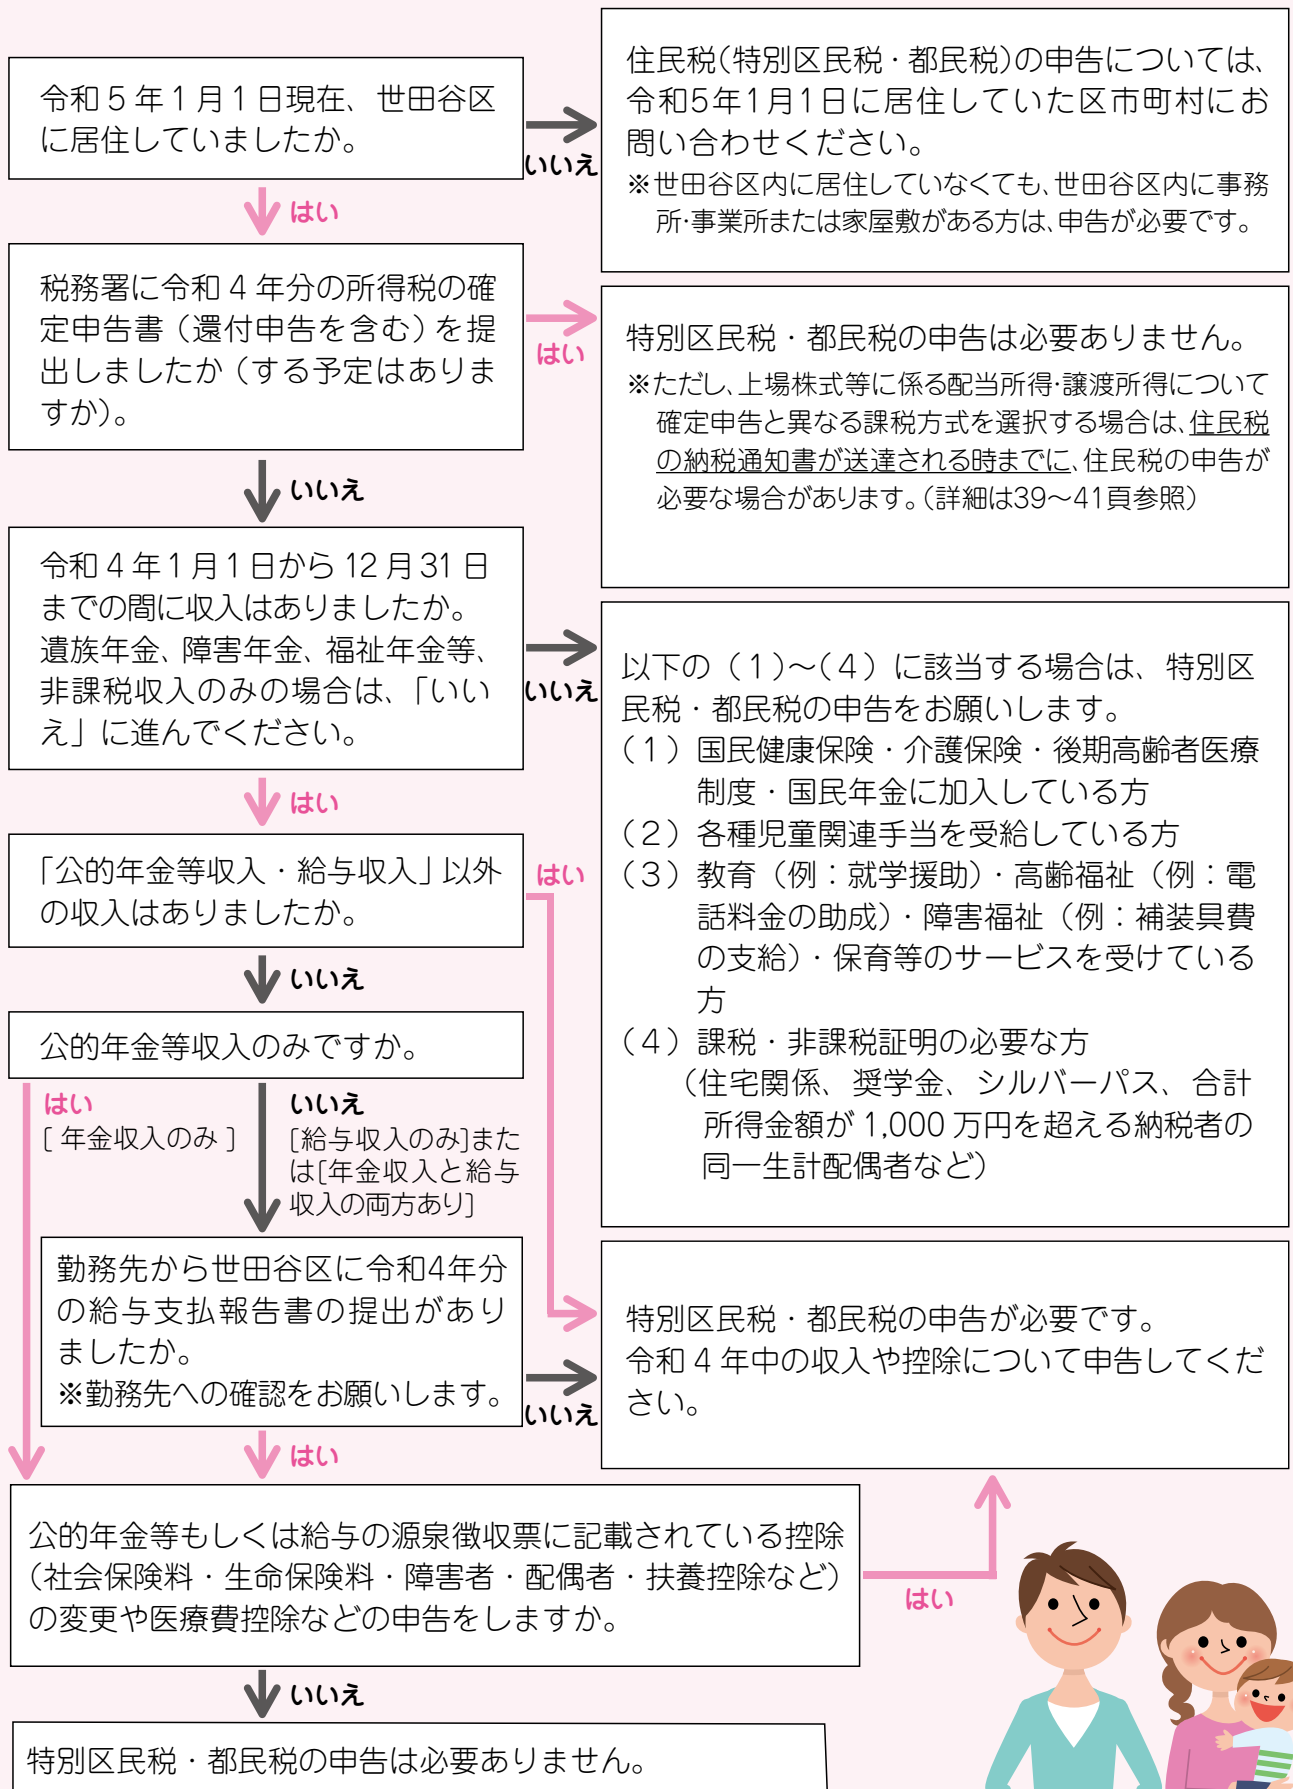 令和５年１月１日現在、世田谷区
に居住していましたか。
いいえ
住民税（特別区民税・都民税）の申告については、
令和5年1月1日に居住していた区市町村にお
問い合わせください。
※世田谷区内に居住していなくても、世田谷区内に事務
所・事業所または家屋敷がある方は、申告が必要です。
はい
税務署に令和４年分の所得税の確
定申告書（還付申告を含む）を提
出しましたか（する予定はありま
すか）。
はい
特別区民税・都民税の申告は必要ありません。
※ただし、上場株式等に係る配当所得・譲渡所得について
確定申告と異なる課税方式を選択する場合は、住民税
の納税通知書が送達される時までに、住民税の申告が
必要な場合があります。（詳細は39～41頁参照）
いいえ
令和４年１月１日から12月31日
までの間に収入はありましたか。
遺族年金、障害年金、福祉年金等、
非課税収入のみの場合は、「いい
え」に進んでください。
いいえ
以下の（１）～（４）に該当する場合は、特別区
民税・都民税の申告をお願いします。
（１）国民健康保険・介護保険・後期高齢者医療
制度・国民年金に加入している方
（２）各種児童関連手当を受給している方
（３）教育（例：就学援助）・高齢福祉（例：電
話料金の助成）・障害福祉（例：補装具費
の支給）・保育等のサービスを受けている
方
（４）課税・非課税証明の必要な方
（住宅関係、奨学金、シルバーパス、合計
所得金額が1,000万円を超える納税者の
同一生計配偶者など）
はい
「公的年金等収入・給与収入」以外
の収入はありましたか。
はい
いいえ
公的年金等収入のみですか。
はい
[ 年金収入のみ ]
いいえ
[給与収入のみ]また
は[年金収入と給与
収入の両方あり]
勤務先から世田谷区に令和4年分
の給与支払報告書の提出があり
ましたか。
※勤務先への確認をお願いします。
いいえ
特別区民税・都民税の申告が必要です。
令和４年中の収入や控除について申告してくだ
さい。
はい
公的年金等もしくは給与の源泉徴収票に記載されている控除
（社会保険料・生命保険料・障害者・配偶者・扶養控除など）
の変更や医療費控除などの申告をしますか。
はい
いいえ
特別区民税・都民税の申告は必要ありません。